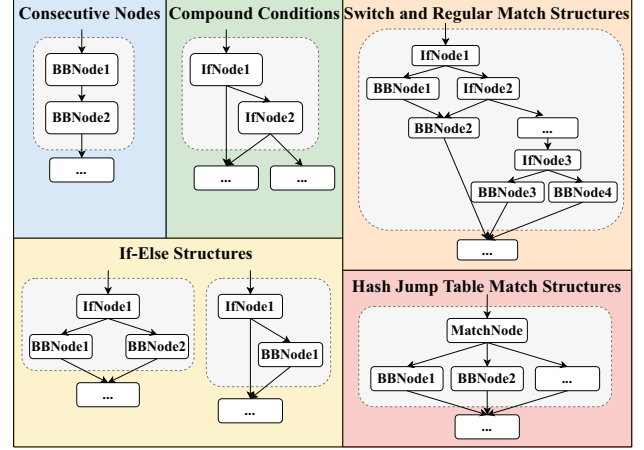 Consecutive Nodes
BBNode1
BBNode2
...
Compound Conditions
IfNode1
IfNode2
...
...
Switch and Regular Match Structures
IfNode1
BBNode1
IfNode2
BBNode2
...
IfNode3
BBNode3
BBNode4
...
If-Else Structures
IfNode1
BBNode1
BBNode2
...
IfNode1
BBNode1
...
Hash Jump Table Match Structures
MatchNode
BBNode1
BBNode2
...
...